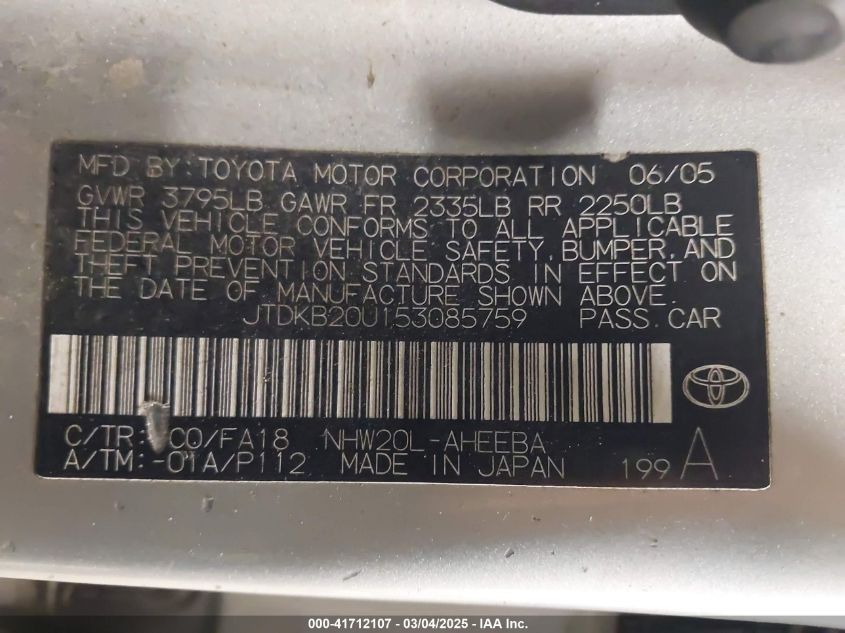 MFD BY: TOYOTA MOTOR CORPORATION 06/05
GVWR 3795LB GAWR FR 2335LB RR 2250LB
THIS VEHICLE CONFORMS TO ALL APPLICABLE
FEDERAL MOTOR VEHICLE SAFETY, BUMPER, AND
THEFT PREVENTION STANDARDS IN EFFECT ON
THE DATE OF MANUFACTURE SHOWN ABOVE.
JTDKB20U153085759 PASS. CAR
C/TR: CO/FA18 NHW20L-AHEEBA
A/TM:-01A/P112 MADE IN JAPAN 199 A
000-41712107 - 03/04/2025 - IAA Inc.